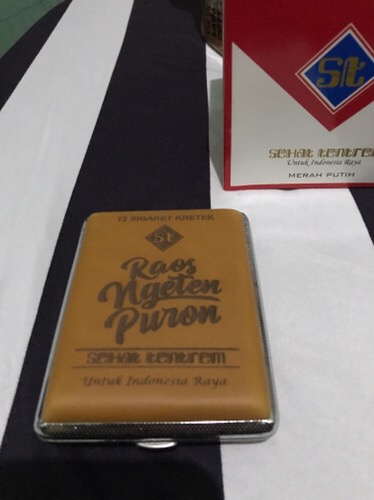 St
SEHAT TENTREM
Untuk Indonesia Raya
MERAH PUTIH
12 SIGARET KRETEK
St
Raos
Ngeten
Puron
SEHAT TENTREM
Untuk Indonesia Raya